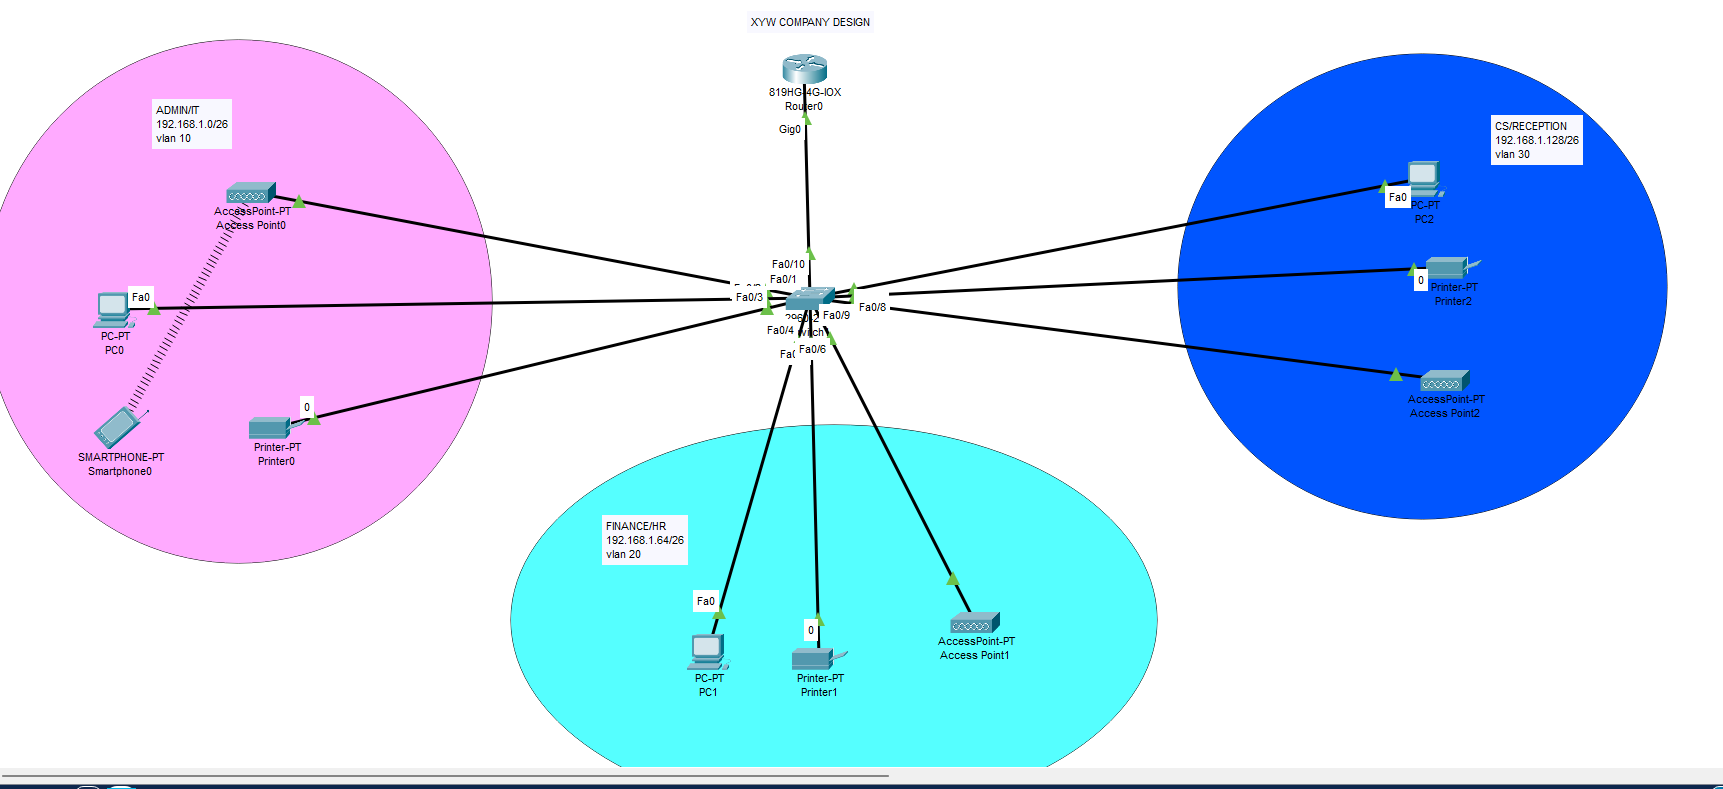 XYW COMPANY DESIGN
819HG-4G-IOX
Router0
Gig0
ADMIN/IT
192.168.1.0/26
vlan 10
AccessPoint-PT
Access Point0
Fa0
PC-PT
PC0
SMARTPHONE-PT
Smartphone0
0
Printer-PT
Printer0
Fa0/10
Fa0/1
Fa0/3
Fa0/8
Fa0/9
Fa0/4
Fa0/6
CS/RECEPTION
192.168.1.128/26
vlan 30
Fa0
PC-PT
PC2
0
Printer-PT
Printer2
AccessPoint-PT
Access Point2
FINANCE/HR
192.168.1.64/26
vlan 20
Fa0
PC-PT
PC1
0
Printer-PT
Printer1
AccessPoint-PT
Access Point1